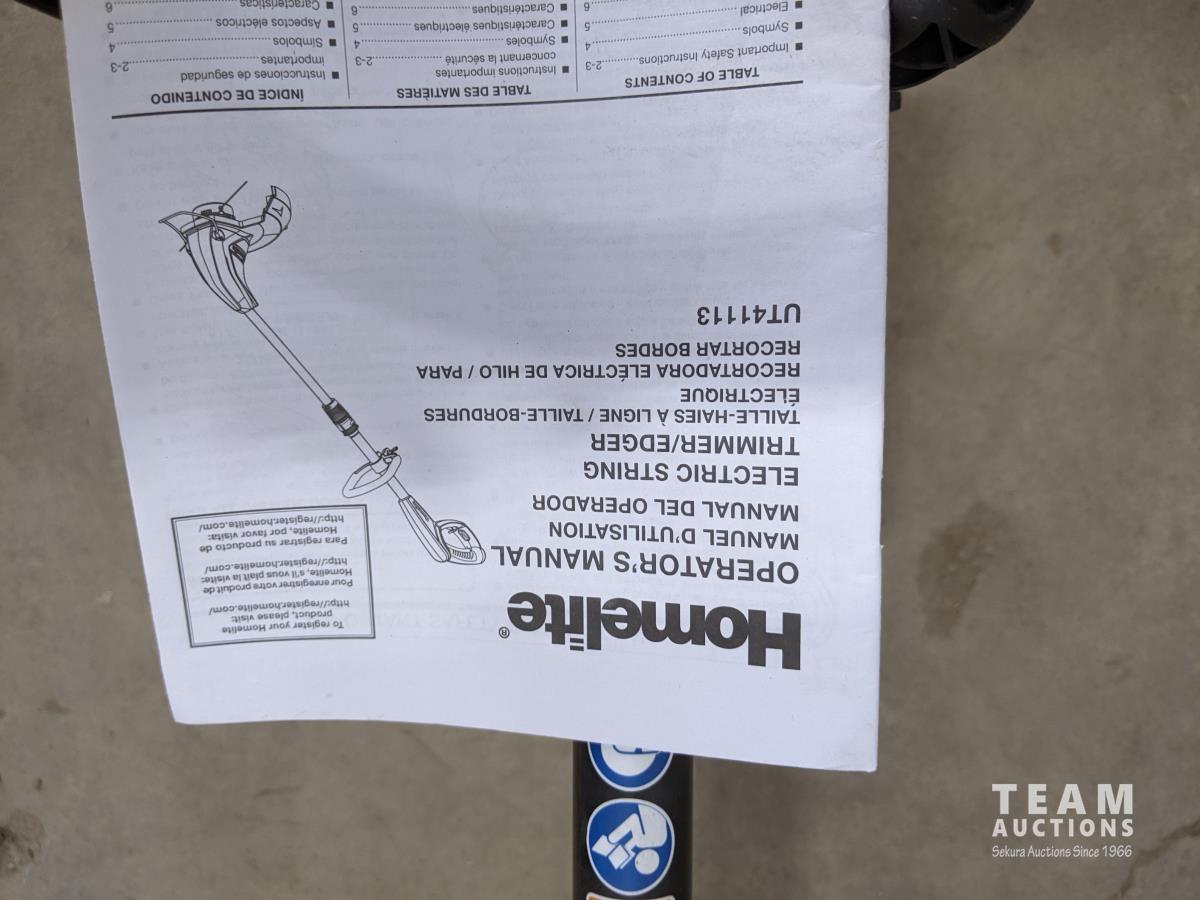 Homelite®
OPERATOR'S MANUAL
MANUEL D'UTILISATION
MANUAL DEL OPERADOR
ELECTRIC STRING
TRIMMER/EDGER
TAILLE-HAIES À LIGNE / TAILLE-BORDURES
ÉLECTRIQUE
RECORTADORA ELÉCTRICA DE HILO / PARA
RECORTAR BORDES
UT41113
To register your Homelite
product, please visit:
http://register.homelite.com/
Pour enregistrer votre produit de
Homelite, s'il vous plaît visite:
http://register.homelite.com/
Para registrar su producto de
Homelite, por favor visita:
http://register.homelite.com/
TABLE OF CONTENTS
■ Important Safety Instructions..........2-3
■ Symbols..........4
■ Electrical..........5
6
TABLE DES MATIÈRES
■ Instructions importantes
concernant la sécurité..........2-3
■ Symboles..........4
■ Caractéristiques électriques..........5
■ Caractéristiques..........6
ÍNDICE DE CONTENIDO
■ Instrucciones de seguridad
importantes..........2-3
■ Símbolos..........4
■ Aspectos eléctricos..........5
■ Características..........6
TEAM
AUCTIONS
Sekura Auctions Since 1966